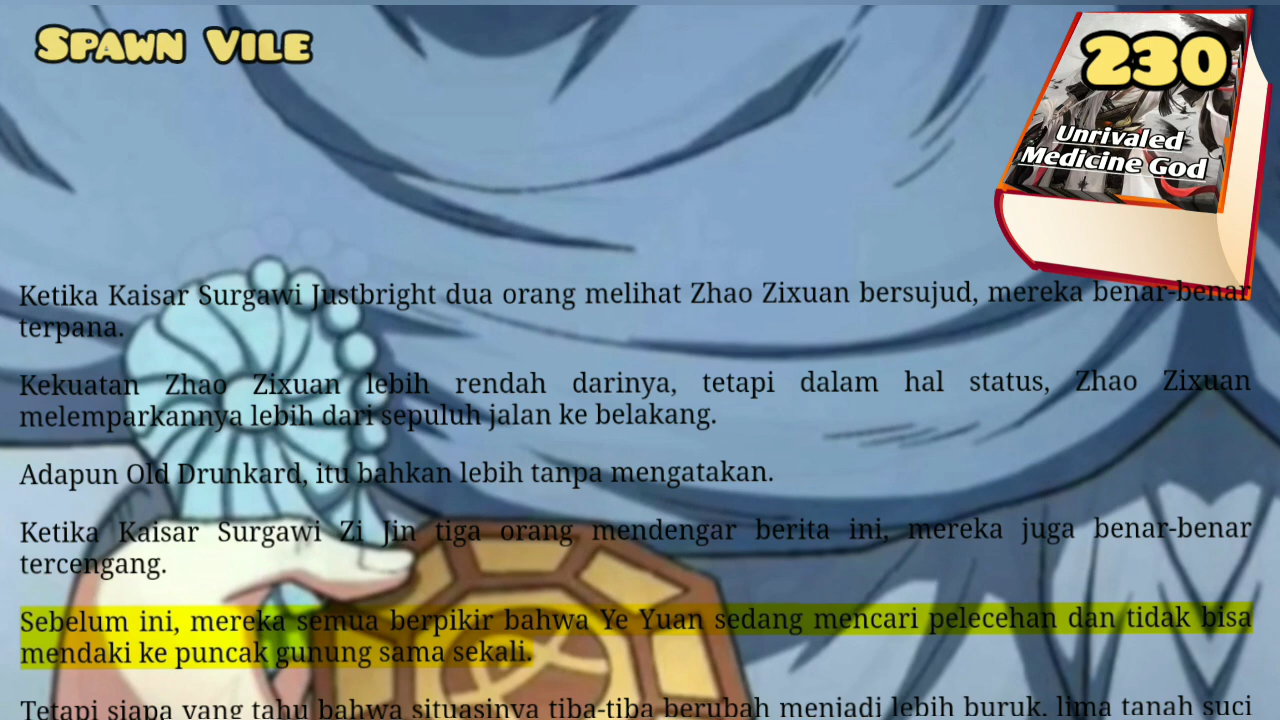 Spawn Vile
230
Unrivaled
Medicine God
Ketika Kaisar Surgawi Justbright dua orang melihat Zhao Zixuan bersujud, mereka benar-benar
terpana.
Kekuatan Zhao Zixuan lebih rendah darinya, tetapi dalam hal status, Zhao Zixuan
melemparkannya lebih dari sepuluh jalan ke belakang.
Adapun Old Drunkard, itu bahkan lebih tanpa mengatakan.
Ketika Kaisar Surgawi Zi Jin tiga orang mendengar berita ini, mereka juga benar-benar
tercengang.
Sebelum ini, mereka semua berpikir bahwa Ye Yuan sedang mencari pelecehan dan tidak bisa
mendaki ke puncak gunung sama sekali.
Tetapi siapa yang tahu bahwa situasinya tiba-tiba berubah menjadi lebih buruk, lima tanah suci